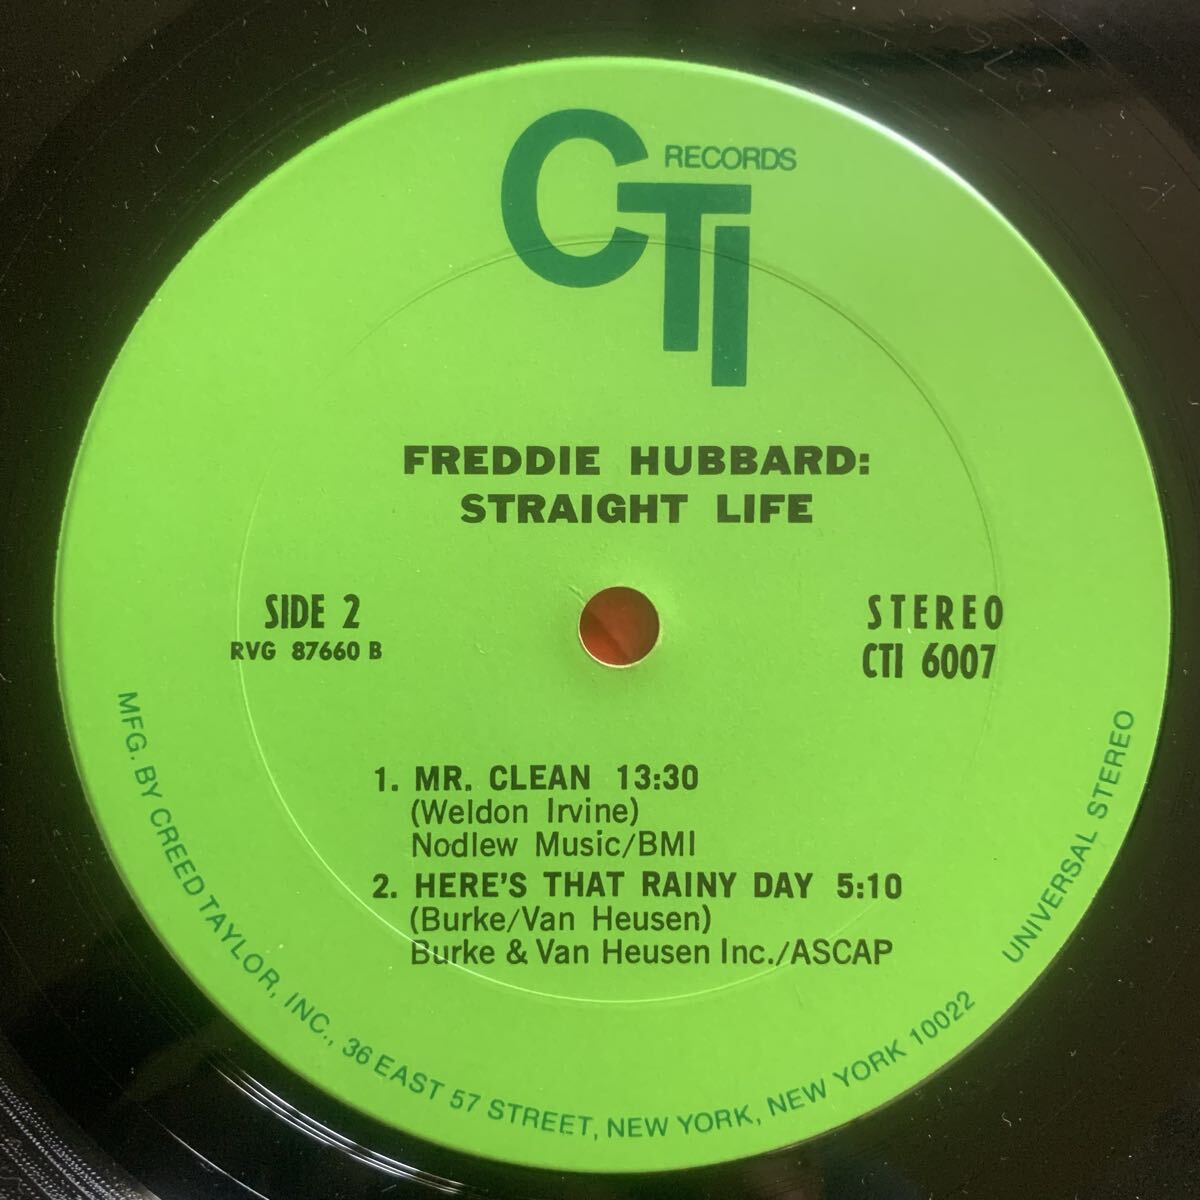 CTI RECORDS
FREDDIE HUBBARD:
STRAIGHT LIFE
SIDE 2
RVG 87660 B
STEREO
CTI 6007
1. MR. CLEAN 13:30
(Weldon Irvine)
Nodlew Music/BMI
2. HERE'S THAT RAINY DAY 5:10
(Burke/Van Heusen)
Burke & Van Heusen Inc./ASCAP
MFG. BY CREED TAYLOR, INC., 36 EAST 57 STREET, NEW YORK, NEW YORK 10022
UNIVERSAL STEREO